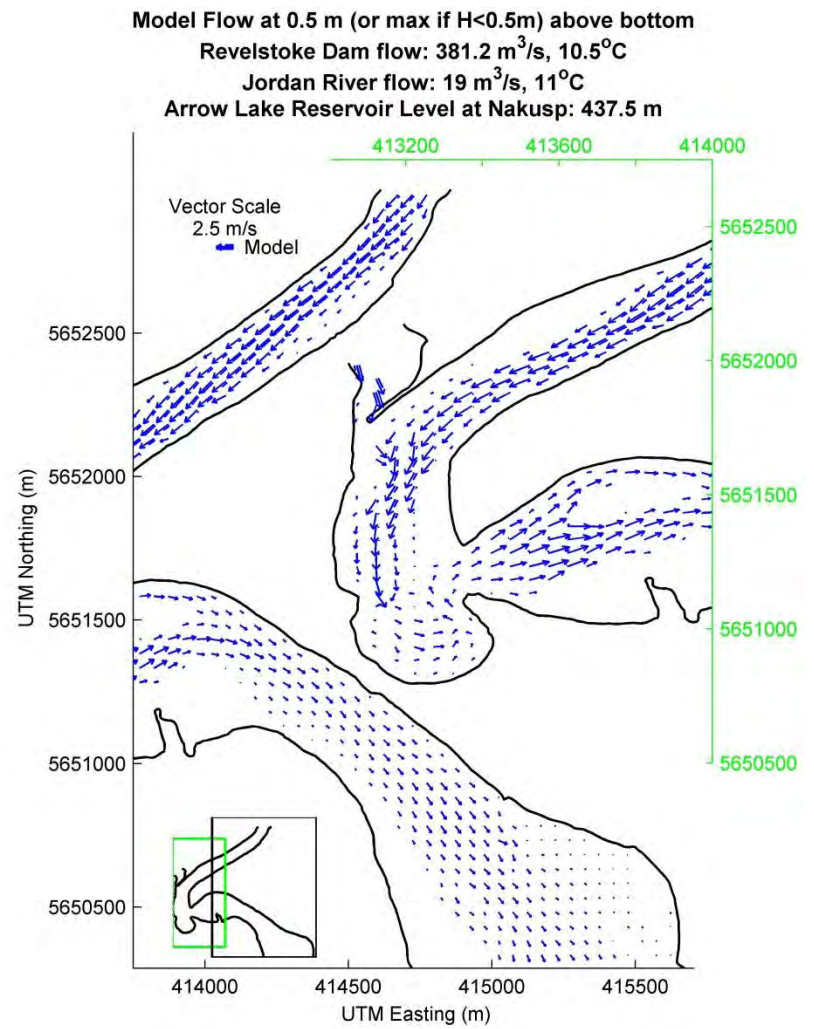 Model Flow at 0.5 m (or max if H<0.5m) above bottom
Revelstoke Dam flow: 381.2 m³/s, 10.5°C
Jordan River flow: 19 m³/s, 11°C
Arrow Lake Reservoir Level at Nakusp: 437.5 m
413200 413600 414000
Vector Scale
2.5 m/s
Model
5652500
5652000
5651500
5651000
5650500
5652500
5652000
5651500
5651000
5650500
UTM Northing (m)
414000 414500 415000 415500
UTM Easting (m)